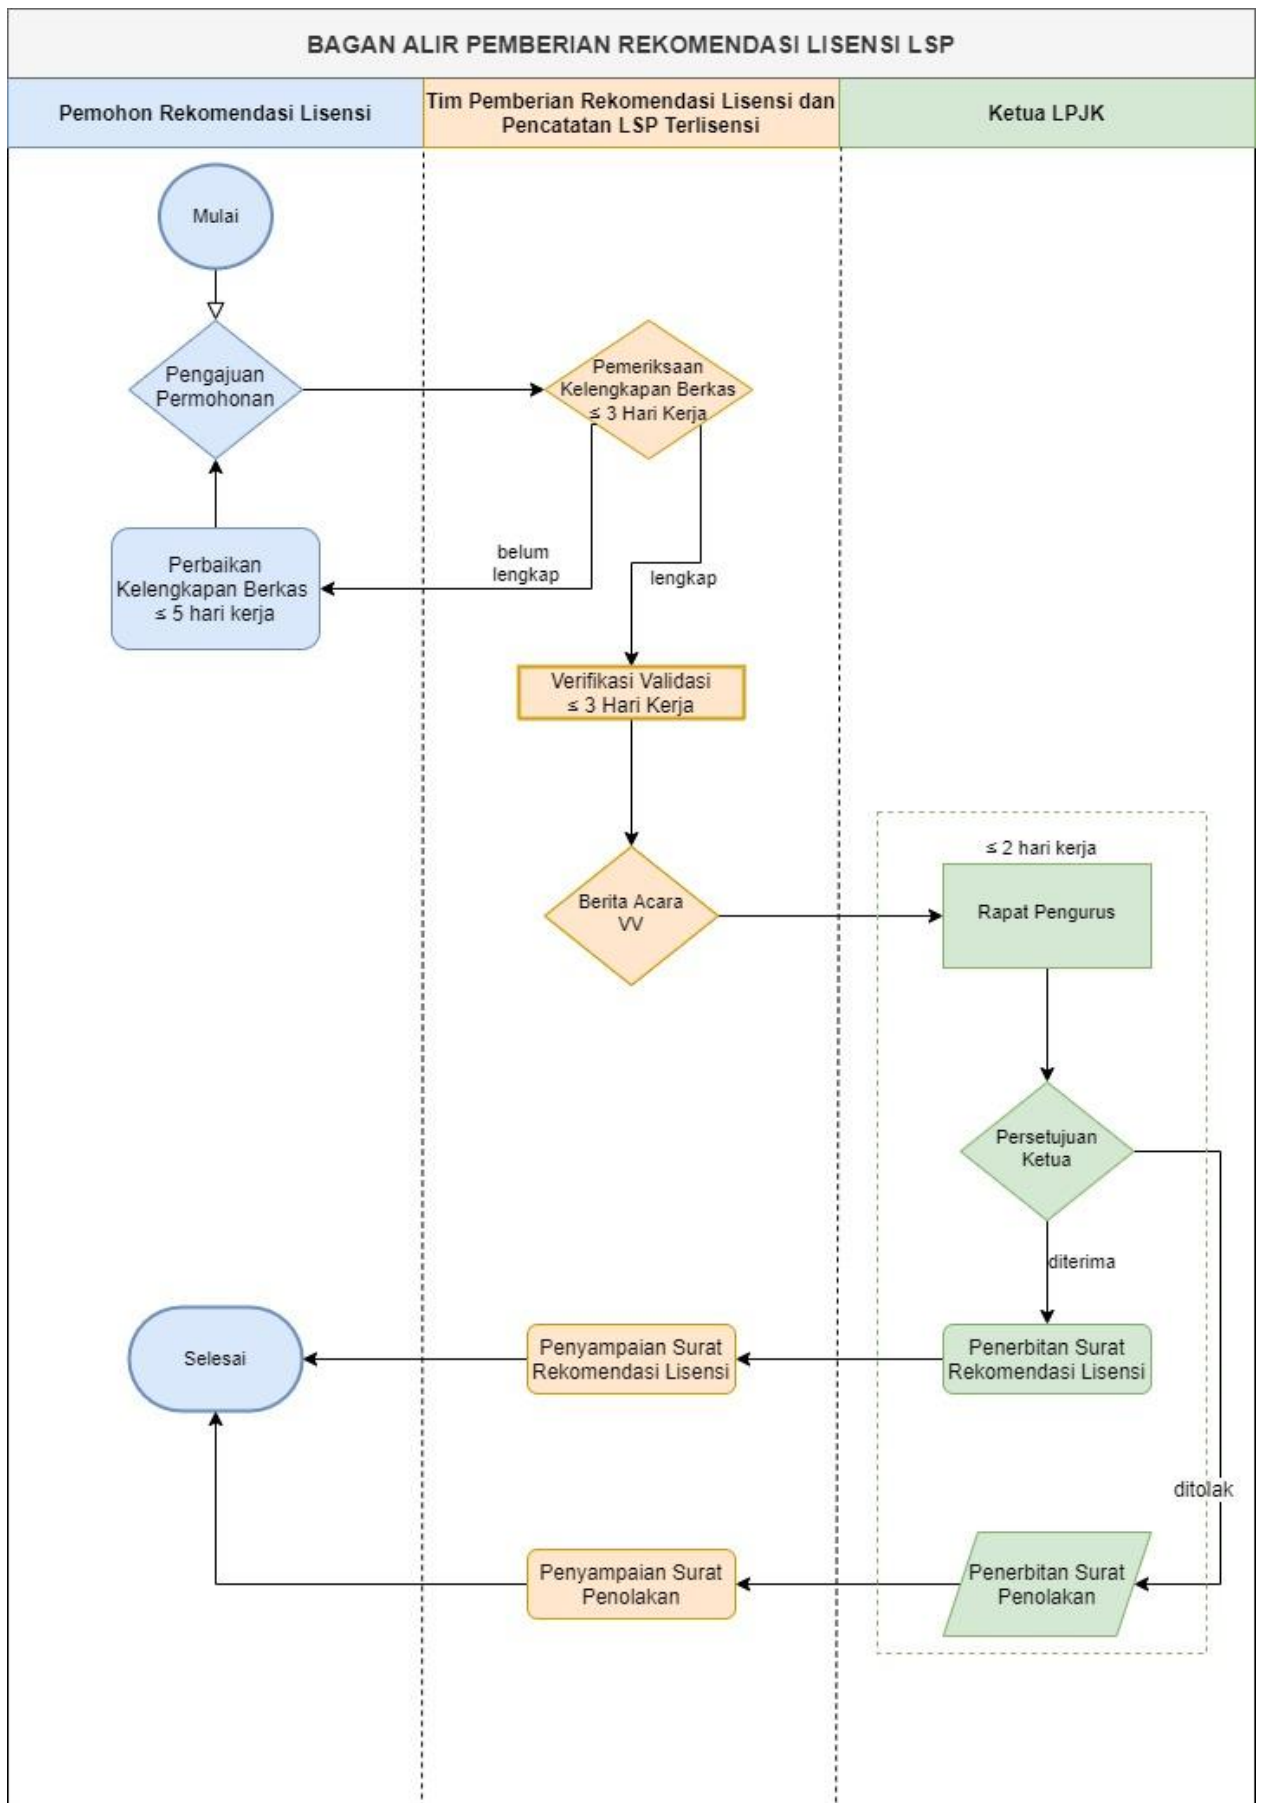 BAGAN ALIR PEMBERIAN REKOMENDASI LISENSI LSP
Pemohon Rekomendasi Lisensi
Tim Pemberian Rekomendasi Lisensi dan
Pencatatan LSP Terlisensi
Ketua LPJK
Mulai
Pengajuan
Permohonan
Pemeriksaan
Kelengkapan Berkas
≤ 3 Hari Kerja
Perbaikan
Kelengkapan Berkas
≤ 5 hari kerja
belum
lengkap
lengkap
Verifikasi Validasi
≤ 3 Hari Kerja
Berita Acara
VV
≤ 2 hari kerja
Rapat Pengurus
Persetujuan
Ketua
diterima
Selesai
Penyampaian Surat
Rekomendasi Lisensi
Penerbitan Surat
Rekomendasi Lisensi
ditolak
Penyampaian Surat
Penolakan
Penerbitan Surat
Penolakan